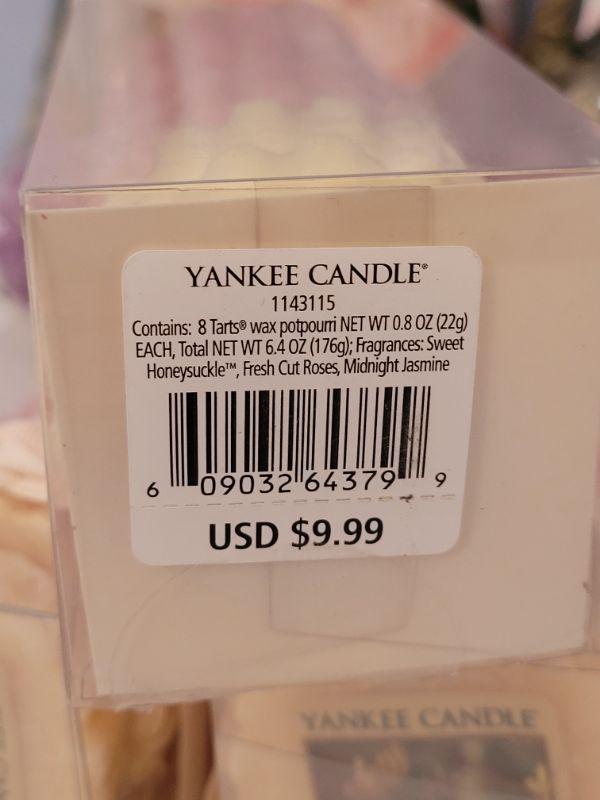 YANKEE CANDLE®
1143115
Contains: 8 Tarts® wax potpourri NET WT 0.8 OZ (22g)
EACH, Total NET WT 6.4 OZ (176g); Fragrances: Sweet
Honeysuckle™, Fresh Cut Roses, Midnight Jasmine
6 09032 64379 9
USD $9.99
YANKEE CANDLE